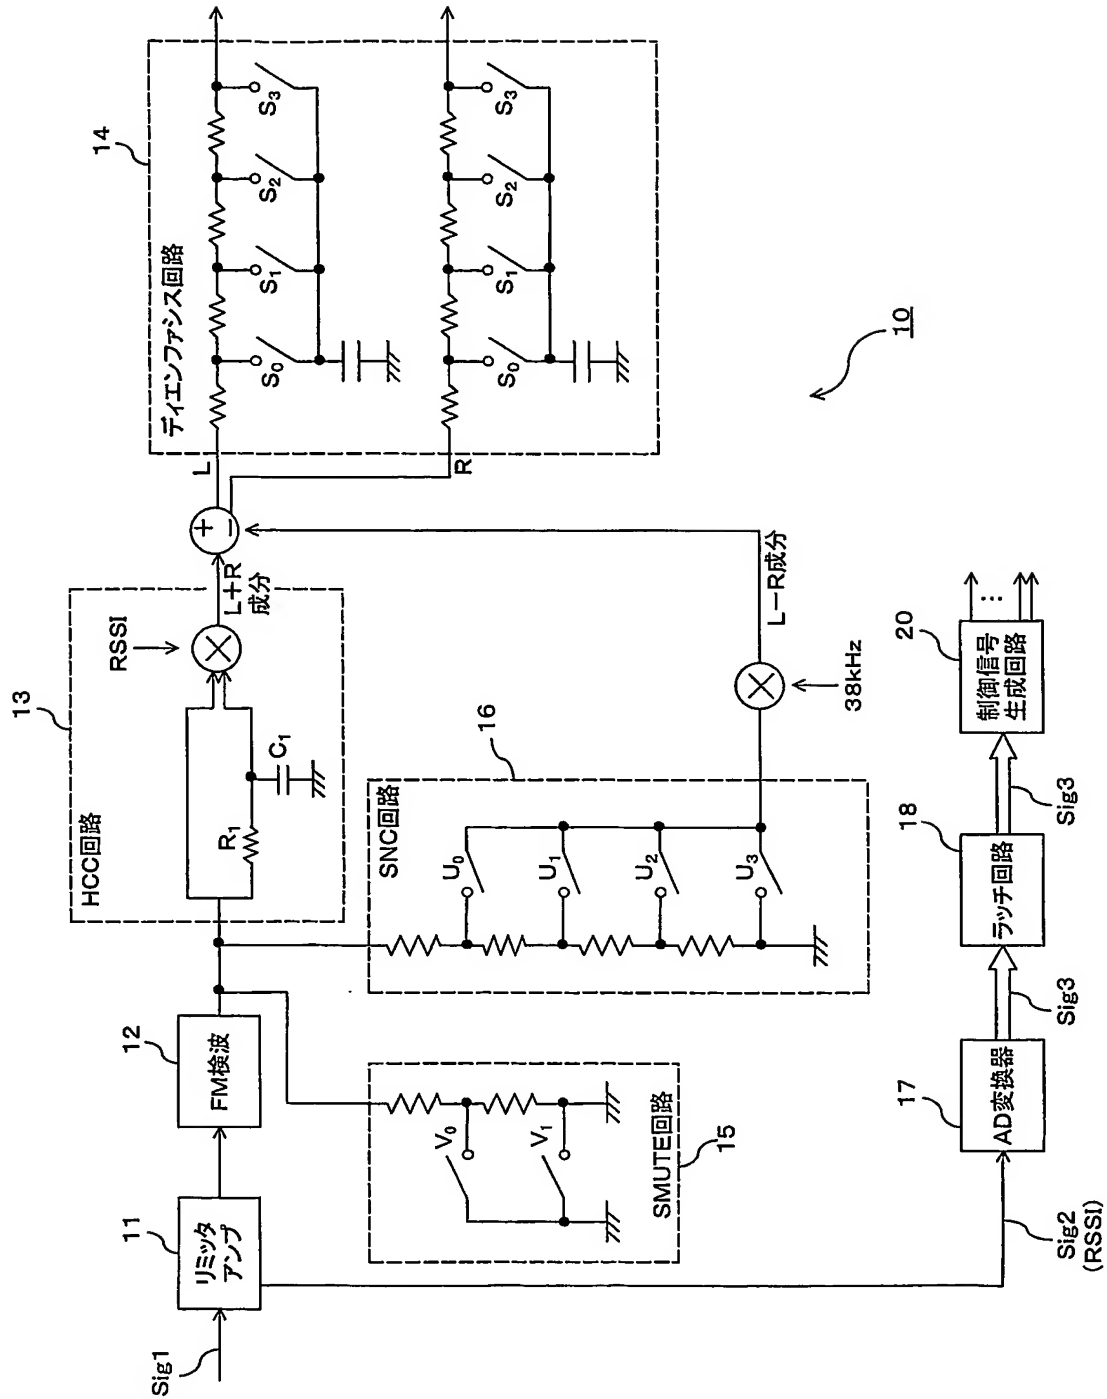 Sig1
11
リミッタ
アンプ
12
FM検波
13
HCC回路
R1
C1
RSSI
L+R
成分
+
−
L
R
14
ディエンファシス回路
S0
S1
S2
S3
S0
S1
S2
S3
10
15
SMUTE回路
V0
V1
16
SNC回路
U0
U1
U2
U3
38kHz
L−R成分
Sig2
(RSSI)
17
AD変換器
Sig3
18
ラッチ回路
Sig3
20
制御信号
生成回路
...